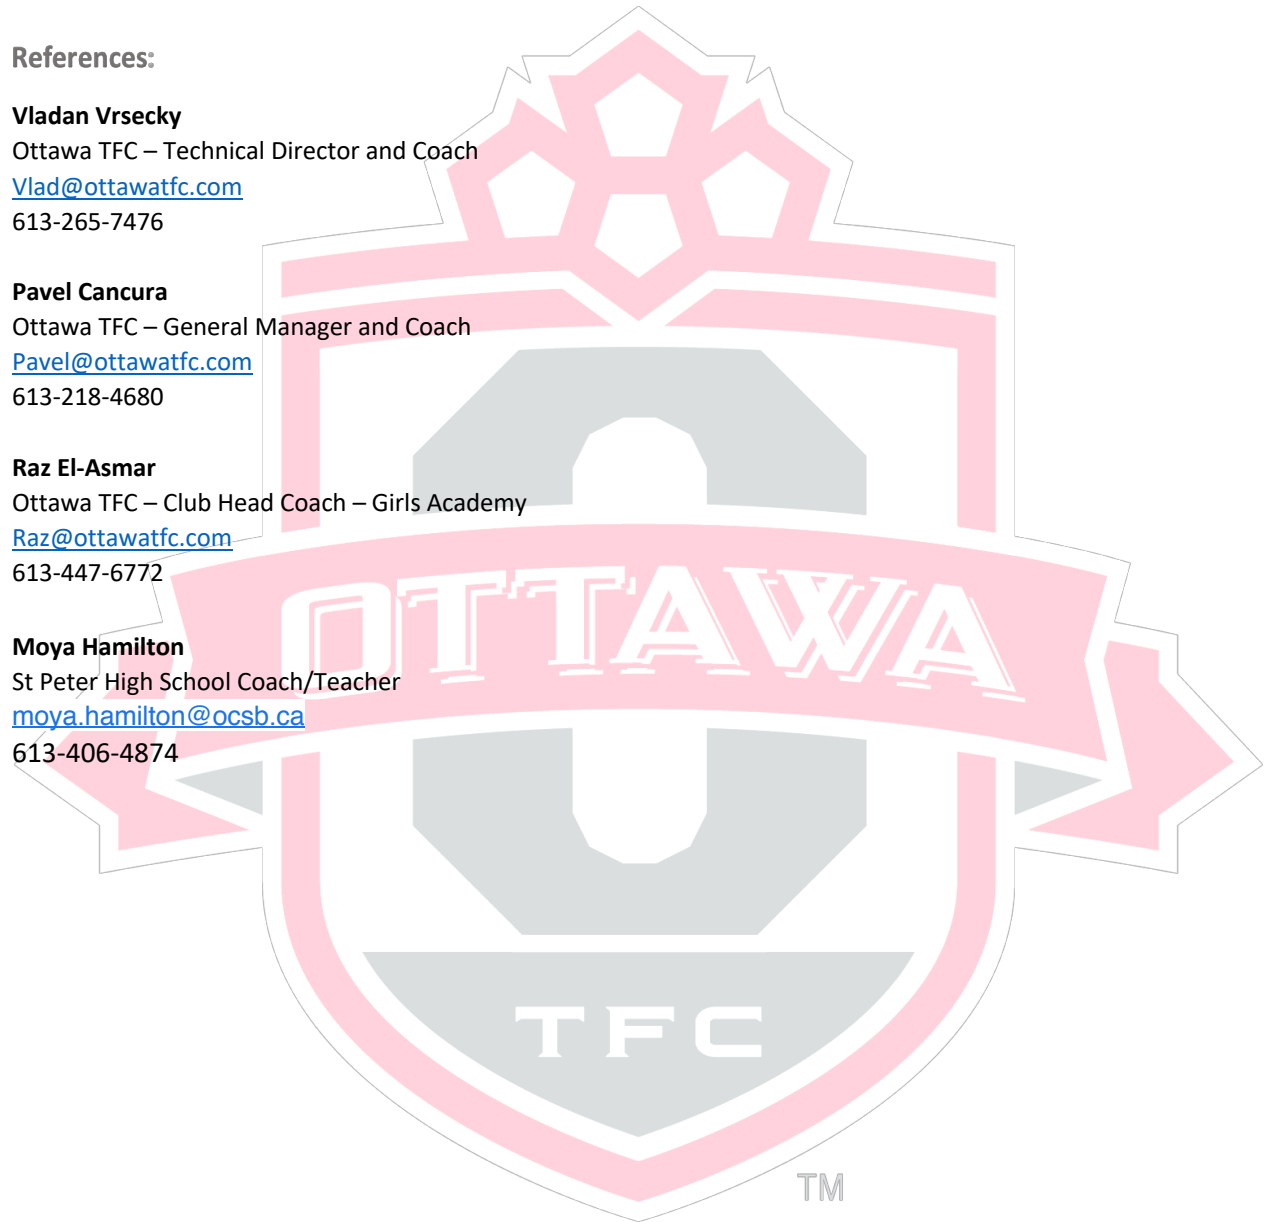 References:
Vladan Vrsecky
Ottawa TFC – Technical Director and Coach
Vlad@ottawatfc.com
613-265-7476
Pavel Cancura
Ottawa TFC – General Manager and Coach
Pavel@ottawatfc.com
613-218-4680
Raz El-Asmar
Ottawa TFC – Club Head Coach – Girls Academy
Raz@ottawatfc.com
613-447-6772
Moya Hamilton
St Peter High School Coach/Teacher
moya.hamilton@ocsb.ca
613-406-4874
OTTAWA
TFC
TM